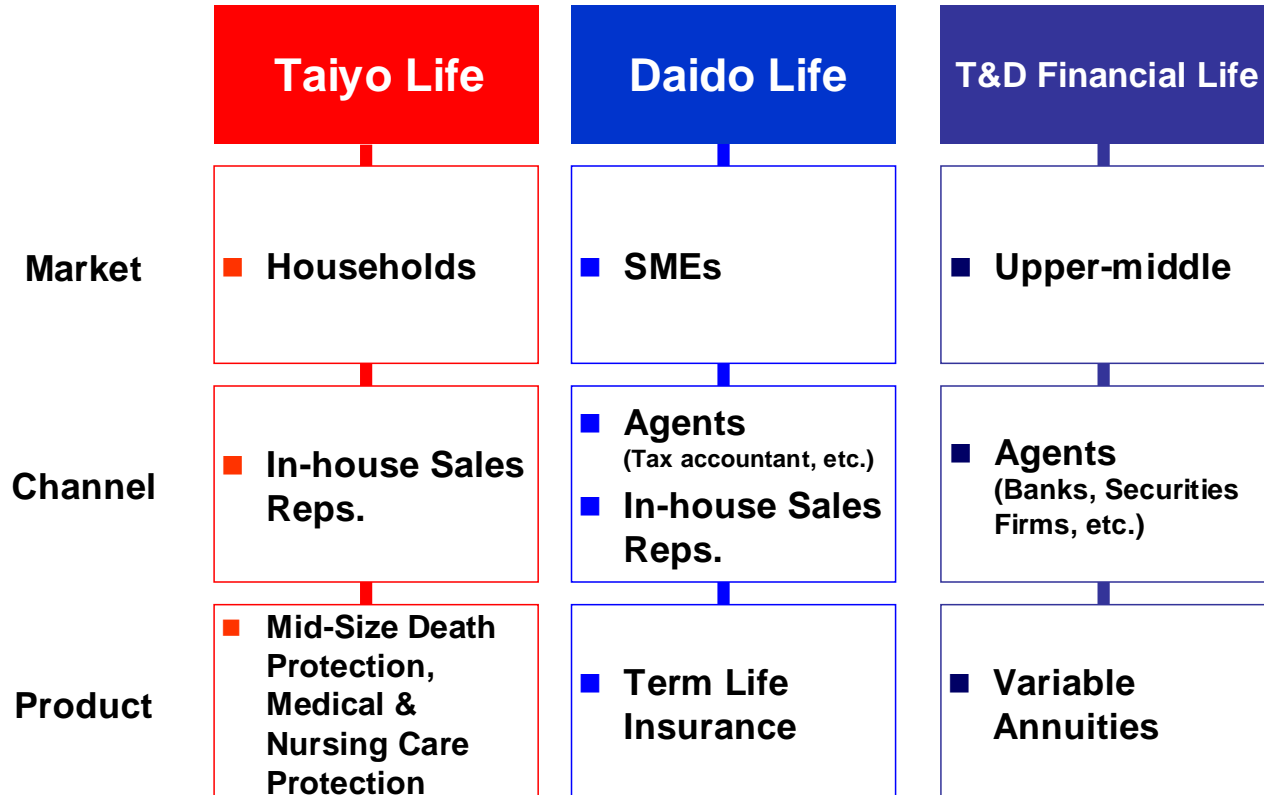 Taiyo Life
Daido Life
T&D Financial Life
Market
Households
SMEs
Upper-middle
Channel
In-house Sales
Reps.
Agents
(Tax accountant, etc.)
In-house Sales
Reps.
Agents
(Banks, Securities
Firms, etc.)
Product
Mid-Size Death
Protection,
Medical &
Nursing Care
Protection
Term Life
Insurance
Variable
Annuities